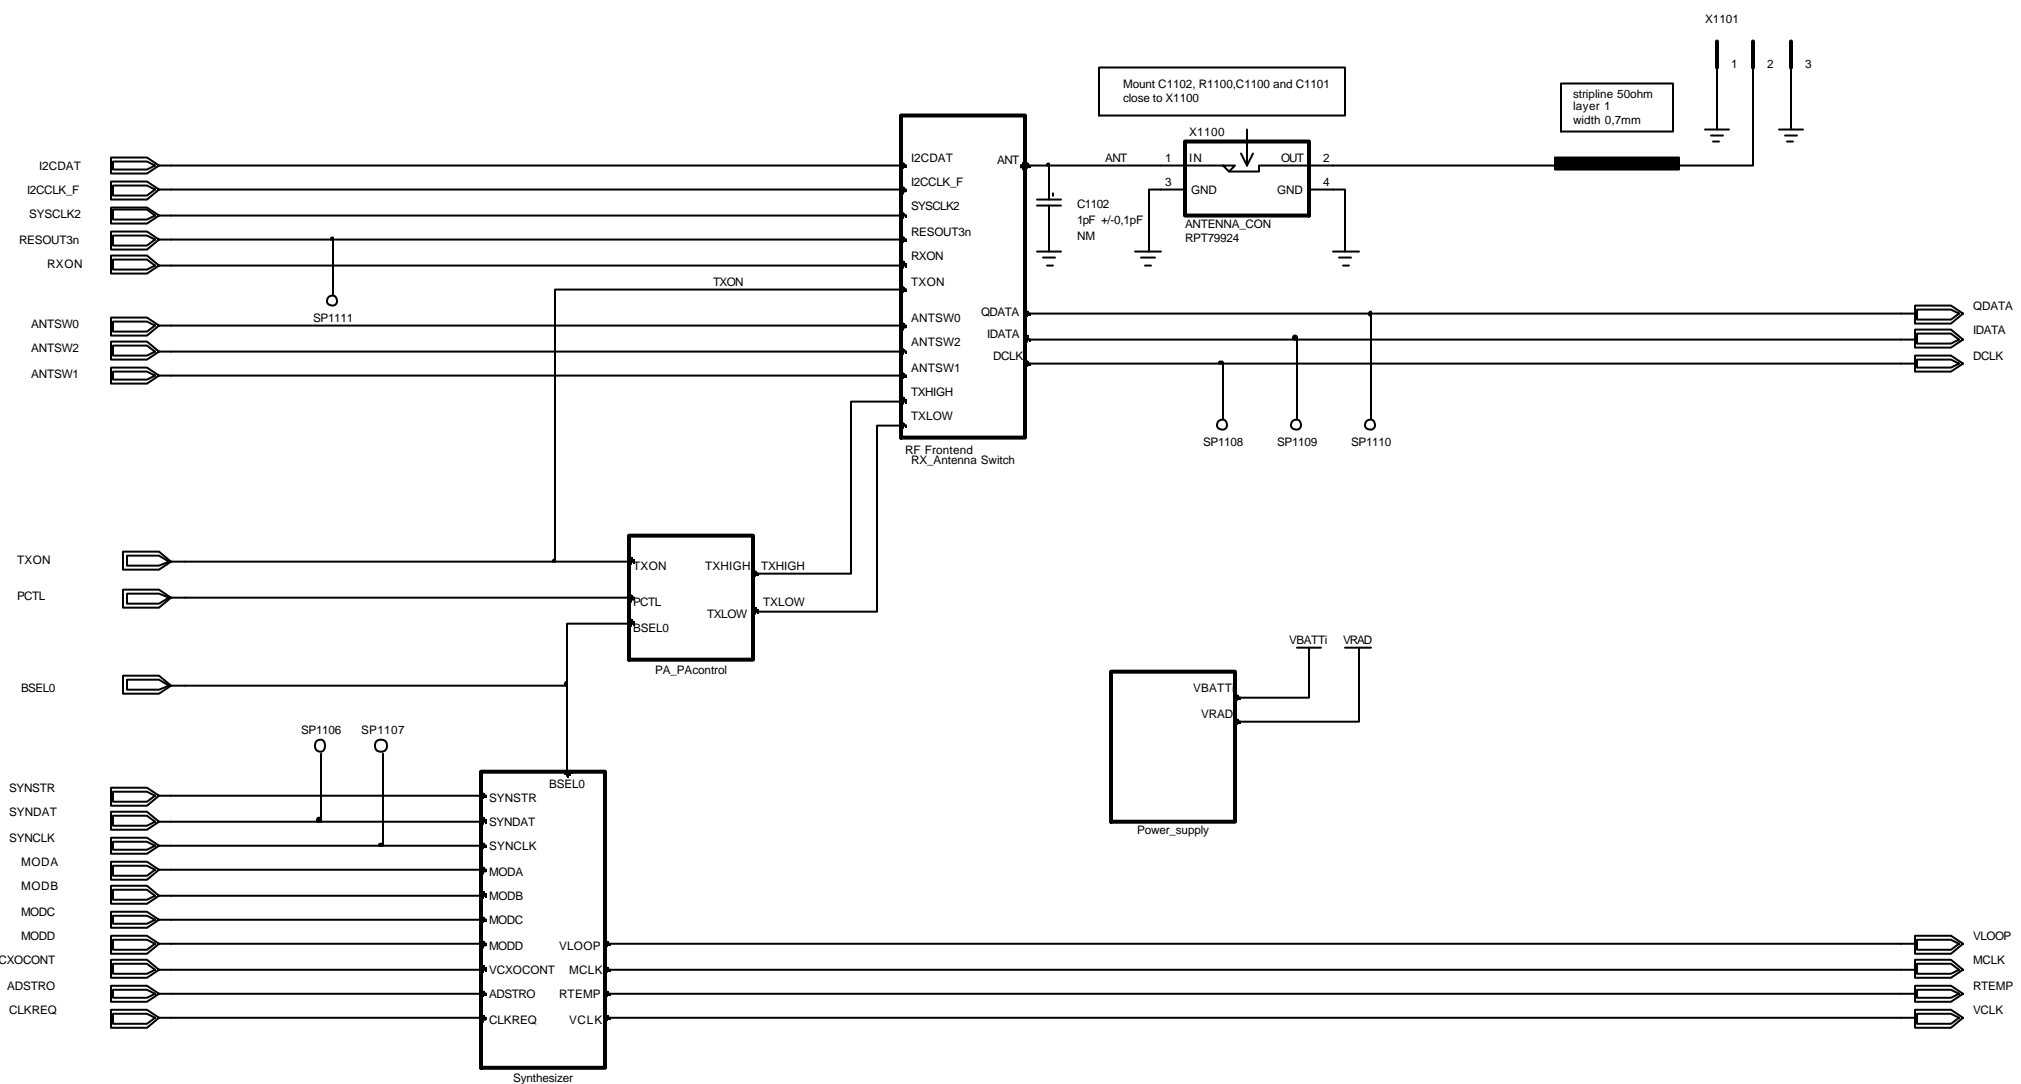 X1101
1 2 3
Mount C1102, R1100,C1100 and C1101
close to X1100
stripline 50ohm
layer 1
width 0,7mm
X1100
I2CDAT
I2CCLK_F
SYSCLK2
RESOUT3n
RXON
SP1111
ANTSW0
ANTSW2
ANTSW1
TXON
I2CDAT
I2CCLK_F
SYSCLK2
RESOUT3n
RXON
TXON
ANTSW0
ANTSW2
ANTSW1
TXHIGH
TXLOW
ANT
QDATA
IDATA
DCLK
RF Frontend
RX_Antenna Switch
ANT
1 IN OUT 2
3 GND GND 4
ANTENNA_CON
RPT79924
C1102
1pF +/-0,1pF
NM
QDATA
IDATA
DCLK
SP1108
SP1109
SP1110
TXON
PCTL
BSEL0
TXON
PCTL
BSEL0
TXHIGH
TXLOW
TXHIGH
TXLOW
PA_PAcontrol
VBATTi
VRAD
VBATTi
VRAD
Power_supply
SP1106
SP1107
SYNSTR
SYNDAT
SYNCLK
MODA
MODB
MODC
MODD
CXOCONT
ADSTRO
CLKREQ
BSEL0
SYNSTR
SYNDAT
SYNCLK
MODA
MODB
MODC
MODD
VCXOCONT
ADSTRO
CLKREQ
VLOOP
MCLK
RTEMP
VCLK
Synthesizer
VLOOP
MCLK
RTEMP
VCLK